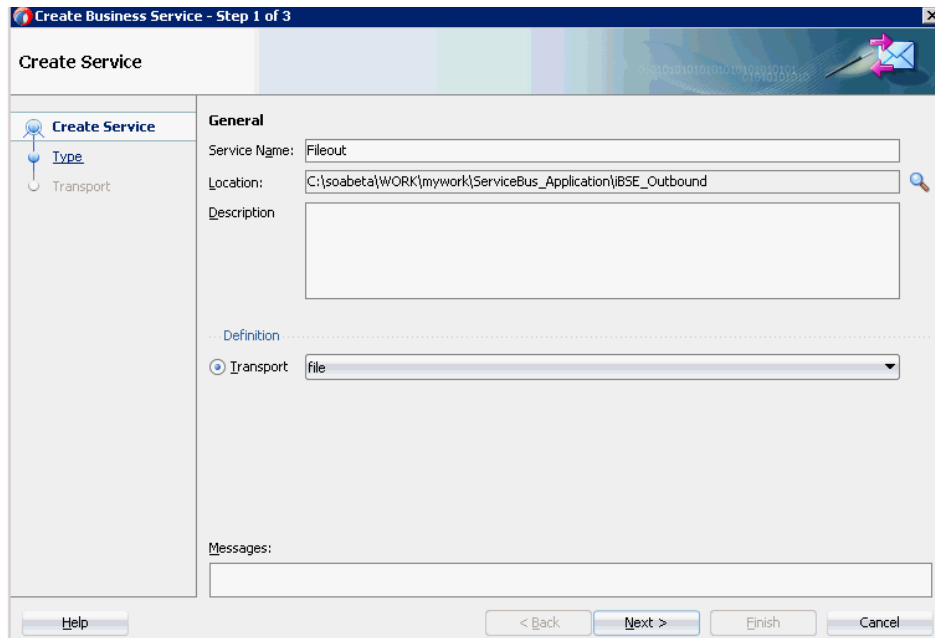 Create Business Service - Step 1 of 3
Create Service
Create Service
Type
Transport
General
Service Name: Fileout
Location: C:\soabeta\WORK\mywork\ServiceBus_Application\iBSE_Outbound
Description
Definition
Transport file
Messages:
Help < Back Next > Finish Cancel